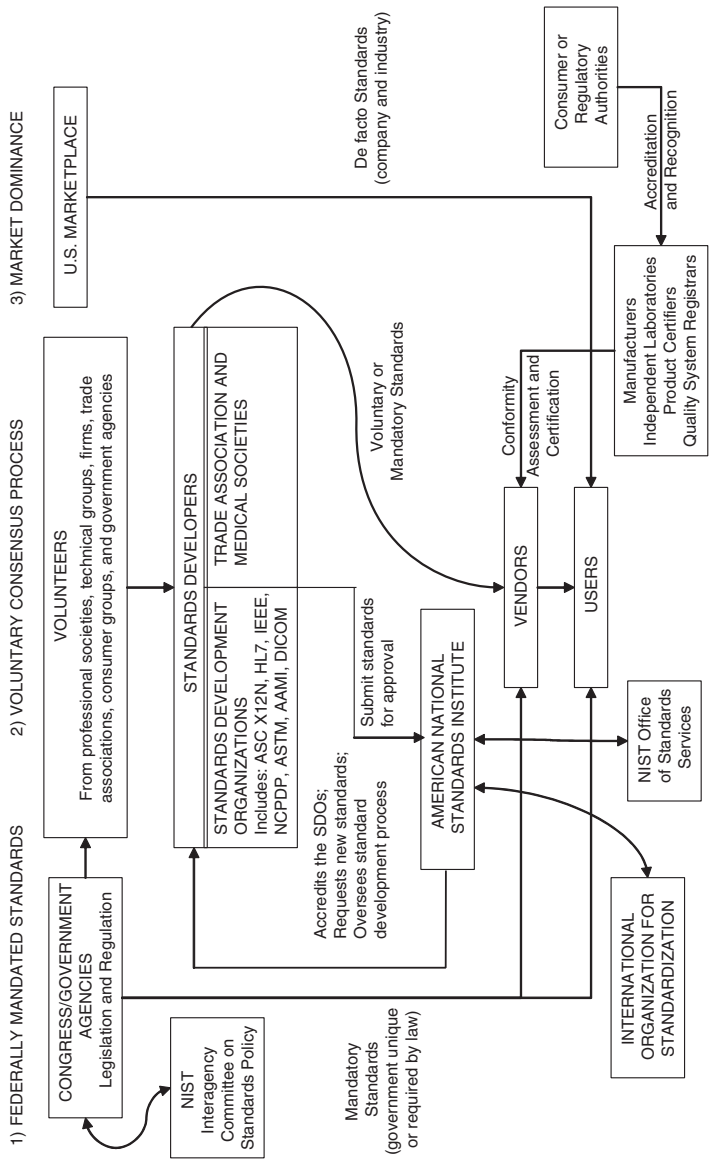 1) FEDERALLY MANDATED STANDARDS
2) VOLUNTARY CONSENSUS PROCESS
3) MARKET DOMINANCE
CONGRESS/GOVERNMENT
AGENCIES
Legislation and Regulation
VOLUNTEERS
From professional societies, technical groups, firms, trade
associations, consumer groups, and government agencies
U.S. MARKETPLACE
NIST
Interagency
Committee on
Standards Policy
STANDARDS DEVELOPERS
STANDARDS DEVELOPMENT
ORGANIZATIONS
Includes: ASC X12N, HL7, IEEE,
NCPDP, ASTM, AAMI, DICOM
TRADE ASSOCIATION AND
MEDICAL SOCIETIES
Accredits the SDOs;
Requests new standards;
Oversees standard
development process
Submit standards
for approval
Voluntary or
Mandatory Standards
De facto Standards
(company and industry)
Mandatory
Standards
(government unique
or required by law)
AMERICAN NATIONAL
STANDARDS INSTITUTE
VENDORS
USERS
Conformity
Assessment and
Certification
Consumer or
Regulatory
Authorities
Accreditation
and Recognition
INTERNATIONAL
ORGANIZATION FOR
STANDARDIZATION
NIST Office
of Standards
Services
Manufacturers
Independent Laboratories
Product Certifiers
Quality System Registrars